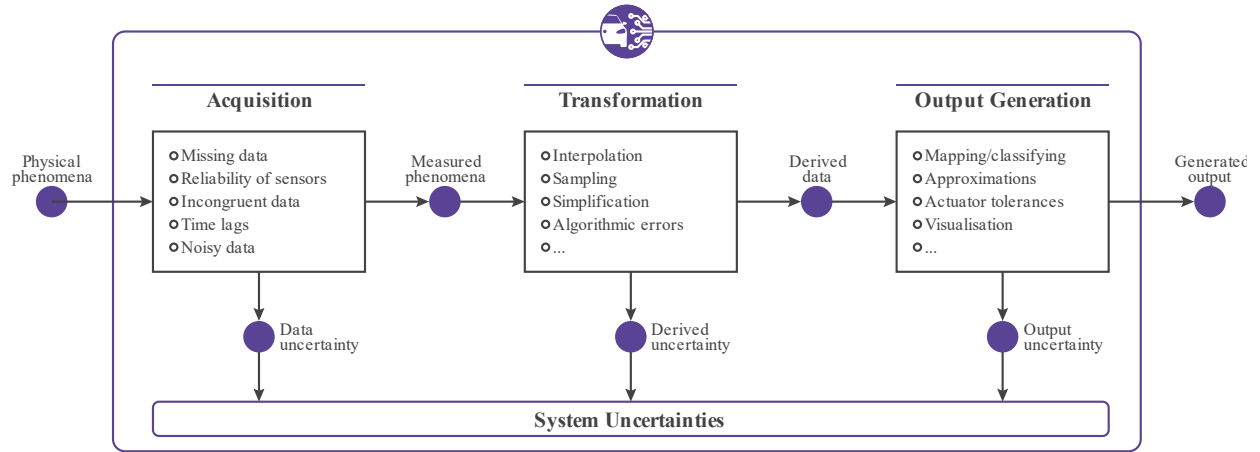 Acquisition
Transformation
Output Generation
Physical
phenomena
Missing data
Reliability of sensors
Incongruent data
Time lags
Noisy data
Measured
phenomena
Interpolation
Sampling
Simplification
Algorithmic errors
...
Derived
data
Mapping/classifying
Approximations
Actuator tolerances
Visualisation
...
Generated
output
Data
uncertainty
Derived
uncertainty
Output
uncertainty
System Uncertainties